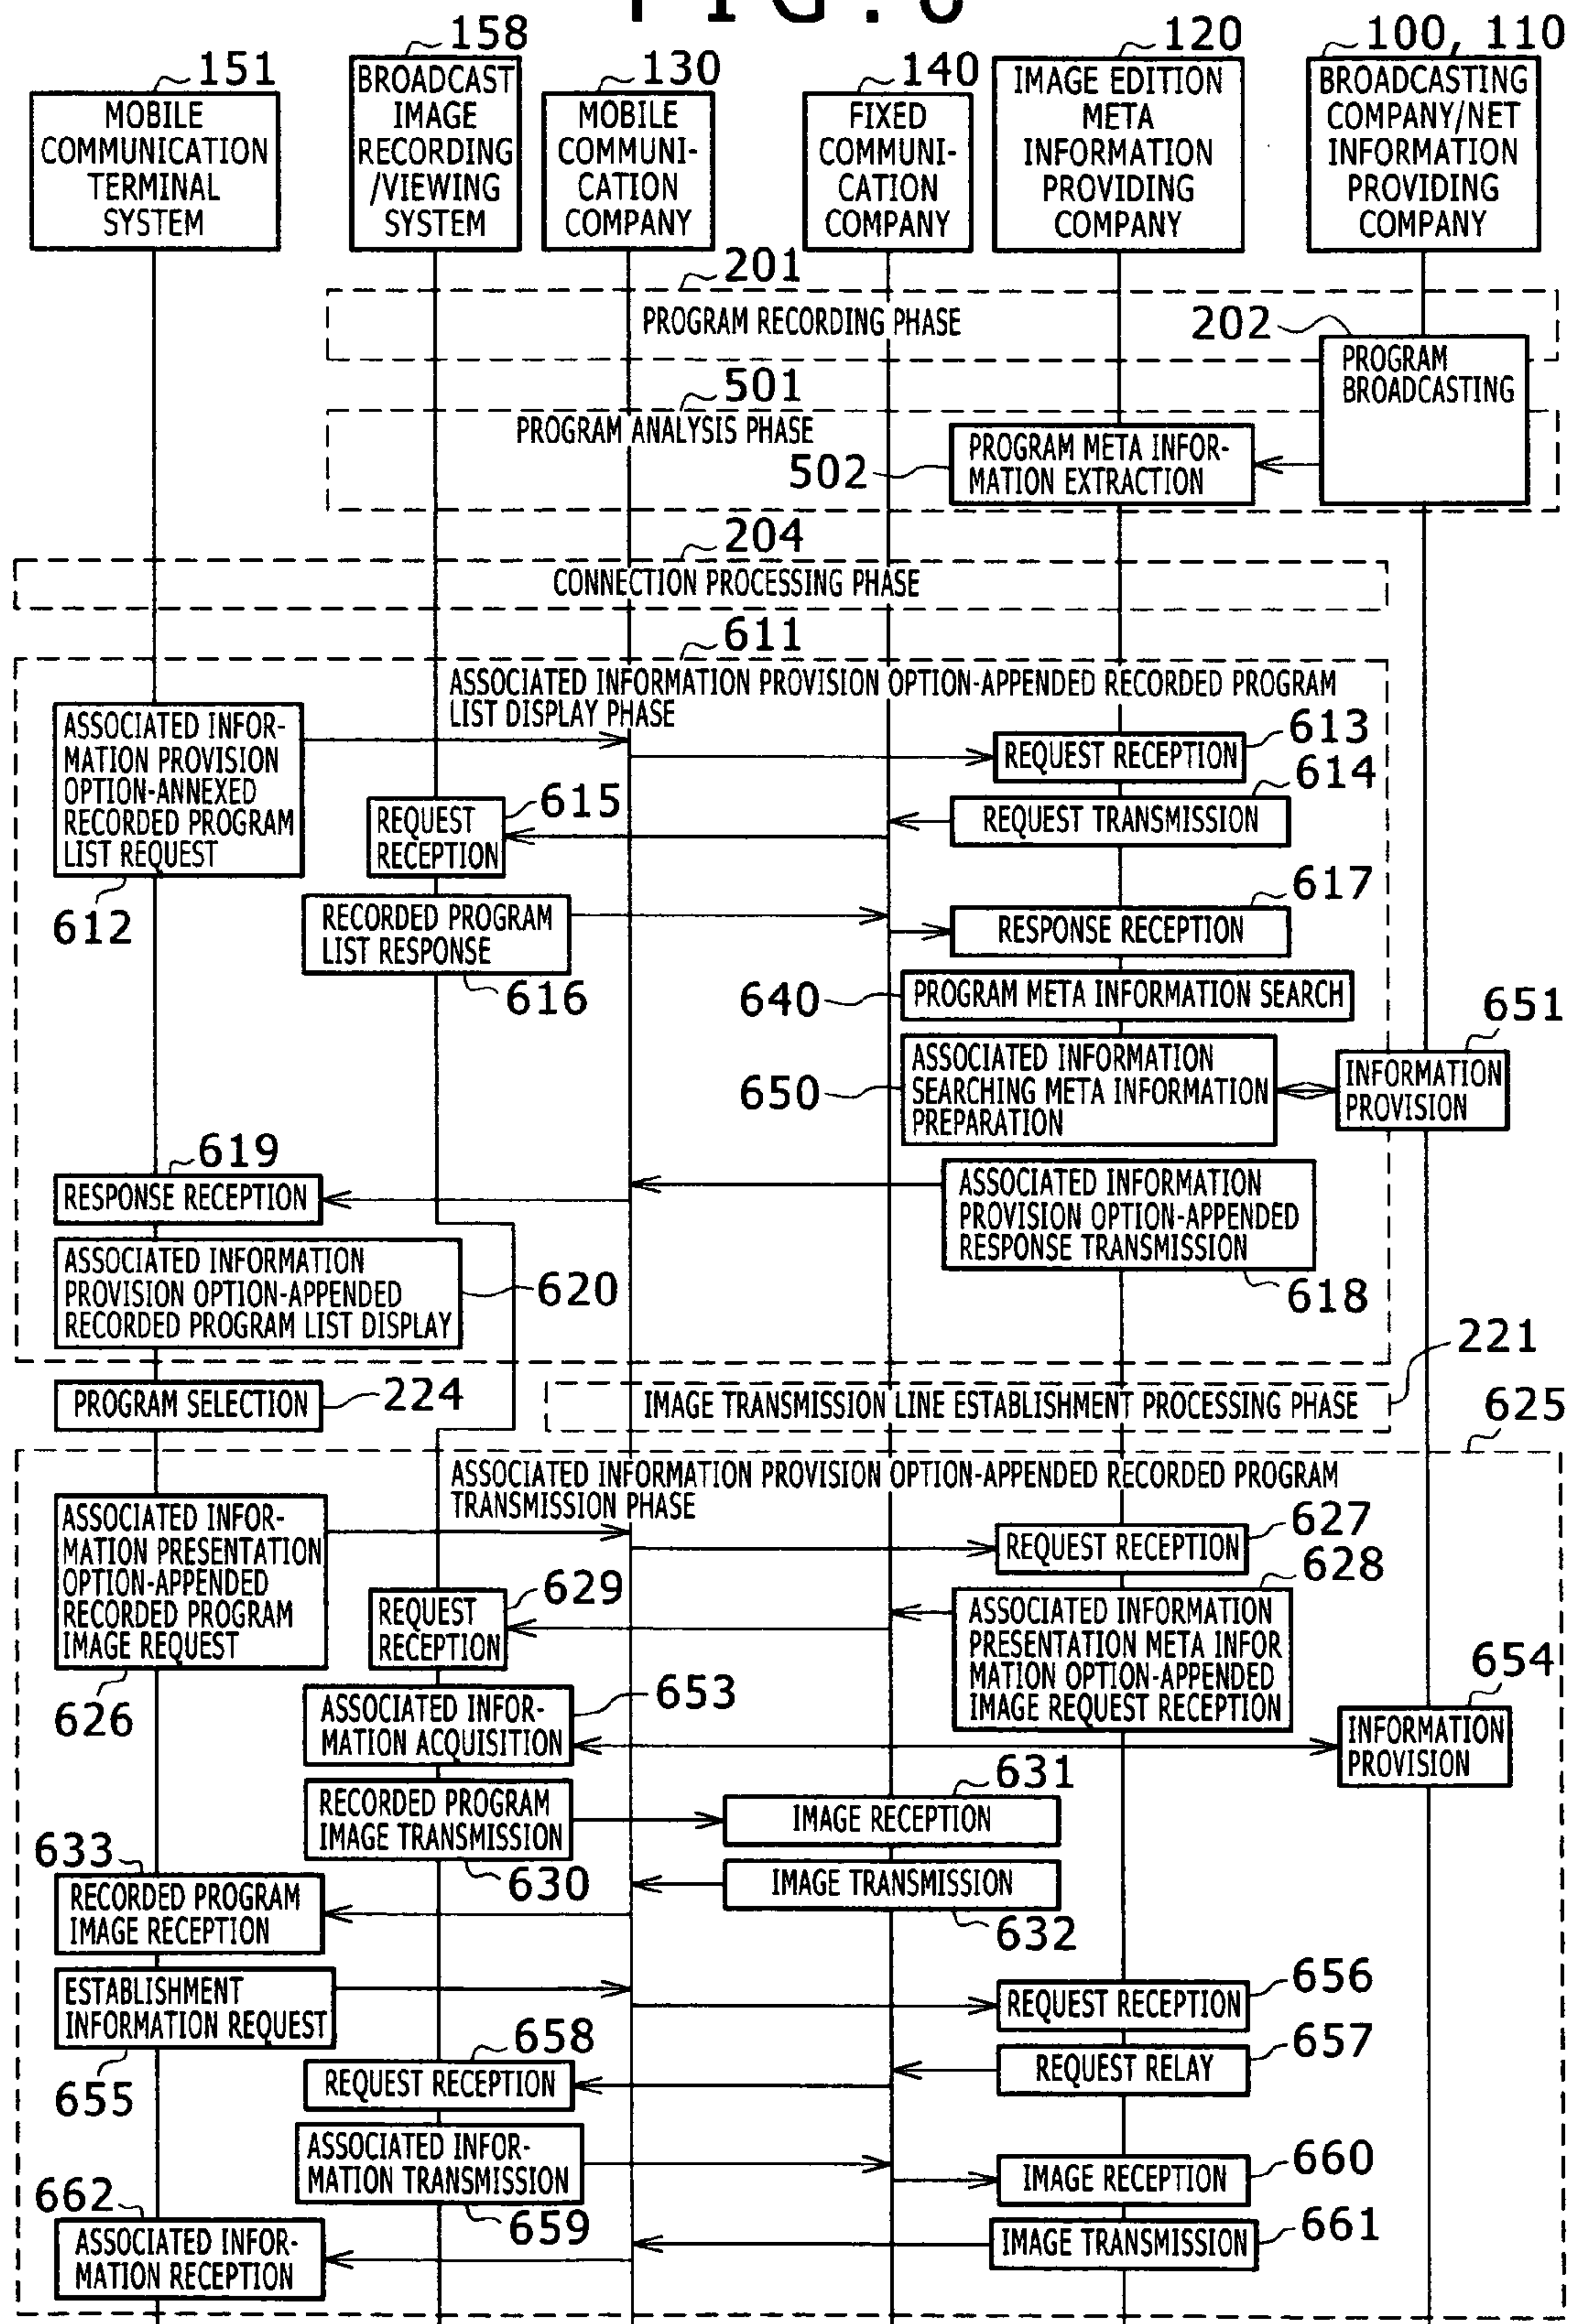 FIG. 6
151
MOBILE
COMMUNICATION
TERMINAL
SYSTEM
158
BROADCAST
IMAGE
RECORDING
/VIEWING
SYSTEM
130
MOBILE
COMMUNI-
CATION
COMPANY
140
FIXED
COMMUNI-
CATION
COMPANY
120
IMAGE EDITION
META
INFORMATION
PROVIDING
COMPANY
100, 110
BROADCASTING
COMPANY/NET
INFORMATION
PROVIDING
COMPANY
201
PROGRAM RECORDING PHASE
202
PROGRAM
BROADCASTING
501
PROGRAM ANALYSIS PHASE
502
PROGRAM META INFOR-
MATION EXTRACTION
204
CONNECTION PROCESSING PHASE
611
ASSOCIATED INFORMATION PROVISION OPTION-APPENDED RECORDED PROGRAM
LIST DISPLAY PHASE
ASSOCIATED INFOR-
MATION PROVISION
OPTION-ANNEXED
RECORDED PROGRAM
LIST REQUEST
612
REQUEST RECEPTION
613
614
REQUEST TRANSMISSION
REQUEST
RECEPTION
615
RECORDED PROGRAM
LIST RESPONSE
616
617
RESPONSE RECEPTION
640
PROGRAM META INFORMATION SEARCH
650
ASSOCIATED INFORMATION
SEARCHING META INFORMATION
PREPARATION
651
INFORMATION
PROVISION
619
RESPONSE RECEPTION
ASSOCIATED INFORMATION
PROVISION OPTION-APPENDED
RESPONSE TRANSMISSION
618
ASSOCIATED INFORMATION
PROVISION OPTION-APPENDED
RECORDED PROGRAM LIST DISPLAY
620
221
PROGRAM SELECTION
224
IMAGE TRANSMISSION LINE ESTABLISHMENT PROCESSING PHASE
625
ASSOCIATED INFORMATION PROVISION OPTION-APPENDED RECORDED PROGRAM
TRANSMISSION PHASE
ASSOCIATED INFOR-
MATION PRESENTATION
OPTION-APPENDED
RECORDED PROGRAM
IMAGE REQUEST
626
REQUEST RECEPTION
627
628
REQUEST
RECEPTION
629
ASSOCIATED INFORMATION
PRESENTATION META INFOR
MATION OPTION-APPENDED
IMAGE REQUEST RECEPTION
ASSOCIATED INFOR-
MATION ACQUISITION
653
654
INFORMATION
PROVISION
RECORDED PROGRAM
IMAGE TRANSMISSION
630
631
IMAGE RECEPTION
IMAGE TRANSMISSION
632
633
RECORDED PROGRAM
IMAGE RECEPTION
ESTABLISHMENT
INFORMATION REQUEST
655
REQUEST RECEPTION
656
REQUEST RELAY
657
658
REQUEST RECEPTION
ASSOCIATED INFOR-
MATION TRANSMISSION
659
IMAGE RECEPTION
660
IMAGE TRANSMISSION
661
662
ASSOCIATED INFOR-
MATION RECEPTION